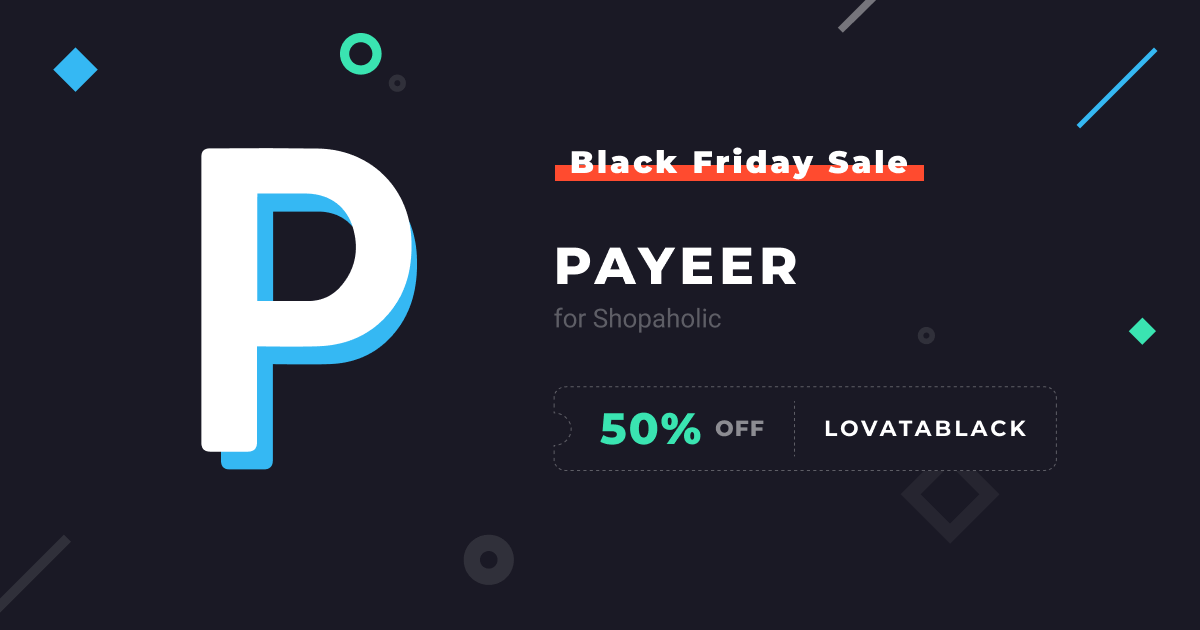 P
Black Friday Sale
PAYEER
for Shopaholic
50% OFF
LOVATABLACK